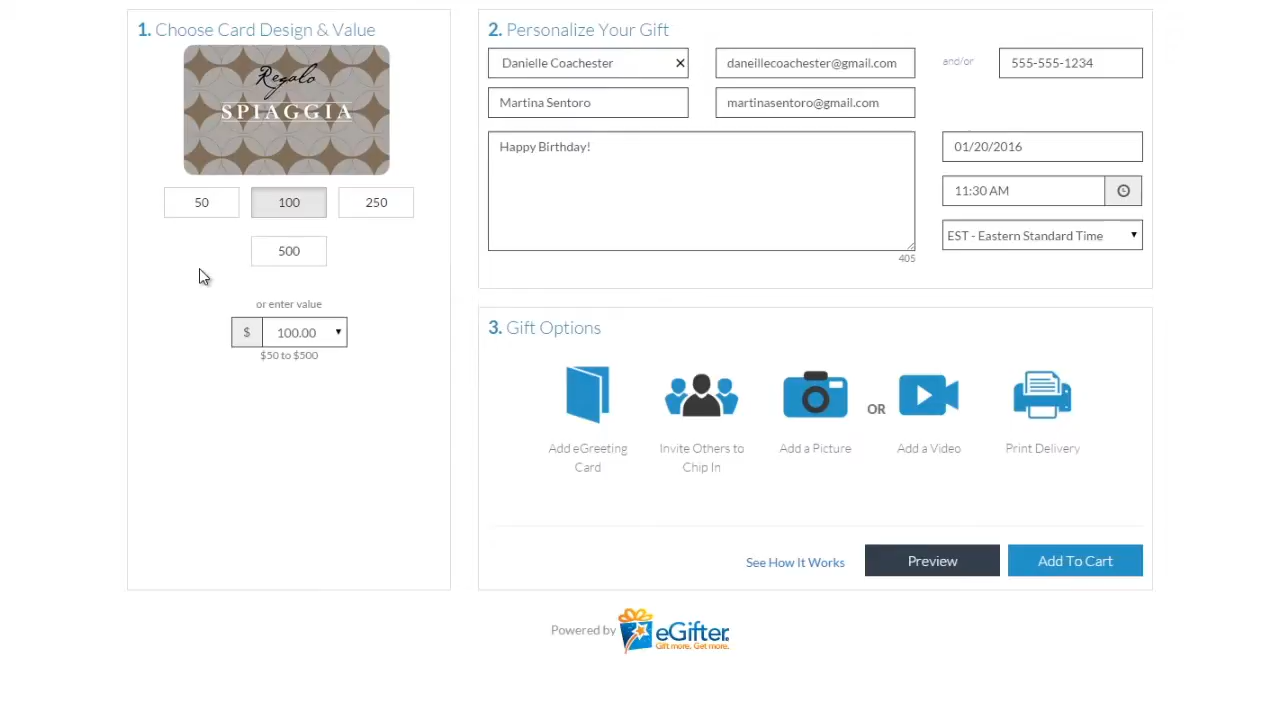 1. Choose Card Design & Value
Regalo
SPIAGGIA
50
100
250
500
or enter value
$
100.00
$50 to $500
2. Personalize Your Gift
Danielle Coachester
daneillecoachester@gmail.com
and/or
555-555-1234
Martina Sentoro
martinasentoro@gmail.com
Happy Birthday!
405
01/20/2016
11:30 AM
EST - Eastern Standard Time
3. Gift Options
Add eGreeting
Card
Invite Others to
Chip In
Add a Picture
OR
Add a Video
Print Delivery
See How It Works
Preview
Add To Cart
Powered by
eGifter.
Gift more. Get more.